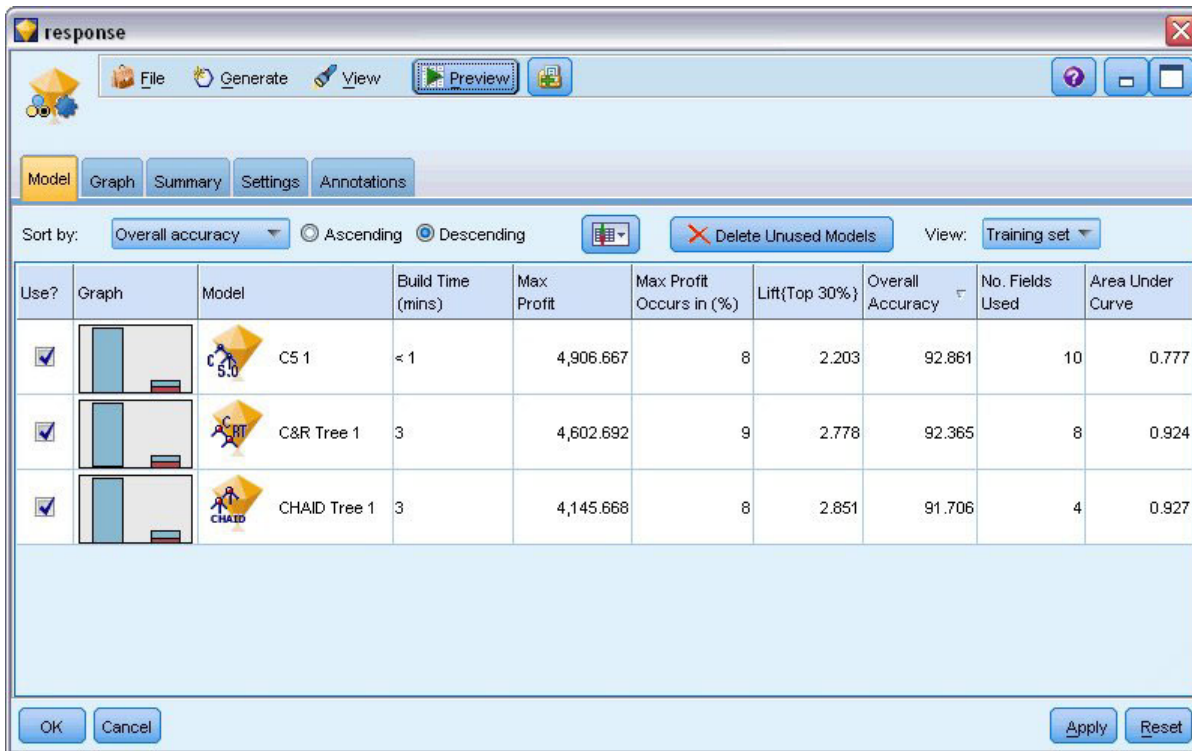 response
File Generate View Preview
Model Graph Summary Settings Annotations
Sort by: Overall accuracy Ascending Descending Delete Unused Models View: Training set
Use? Graph Model Build Time (mins) Max Profit Max Profit Occurs in (%) Lift{Top 30%} Overall Accuracy No. Fields Used Area Under Curve
C 5.0 C5 1 < 1 4,906.667 8 2.203 92.861 10 0.777
C&RT C&R Tree 1 3 4,602.692 9 2.778 92.365 8 0.924
CHAID CHAID Tree 1 3 4,145.668 8 2.851 91.706 4 0.927
OK Cancel Apply Reset